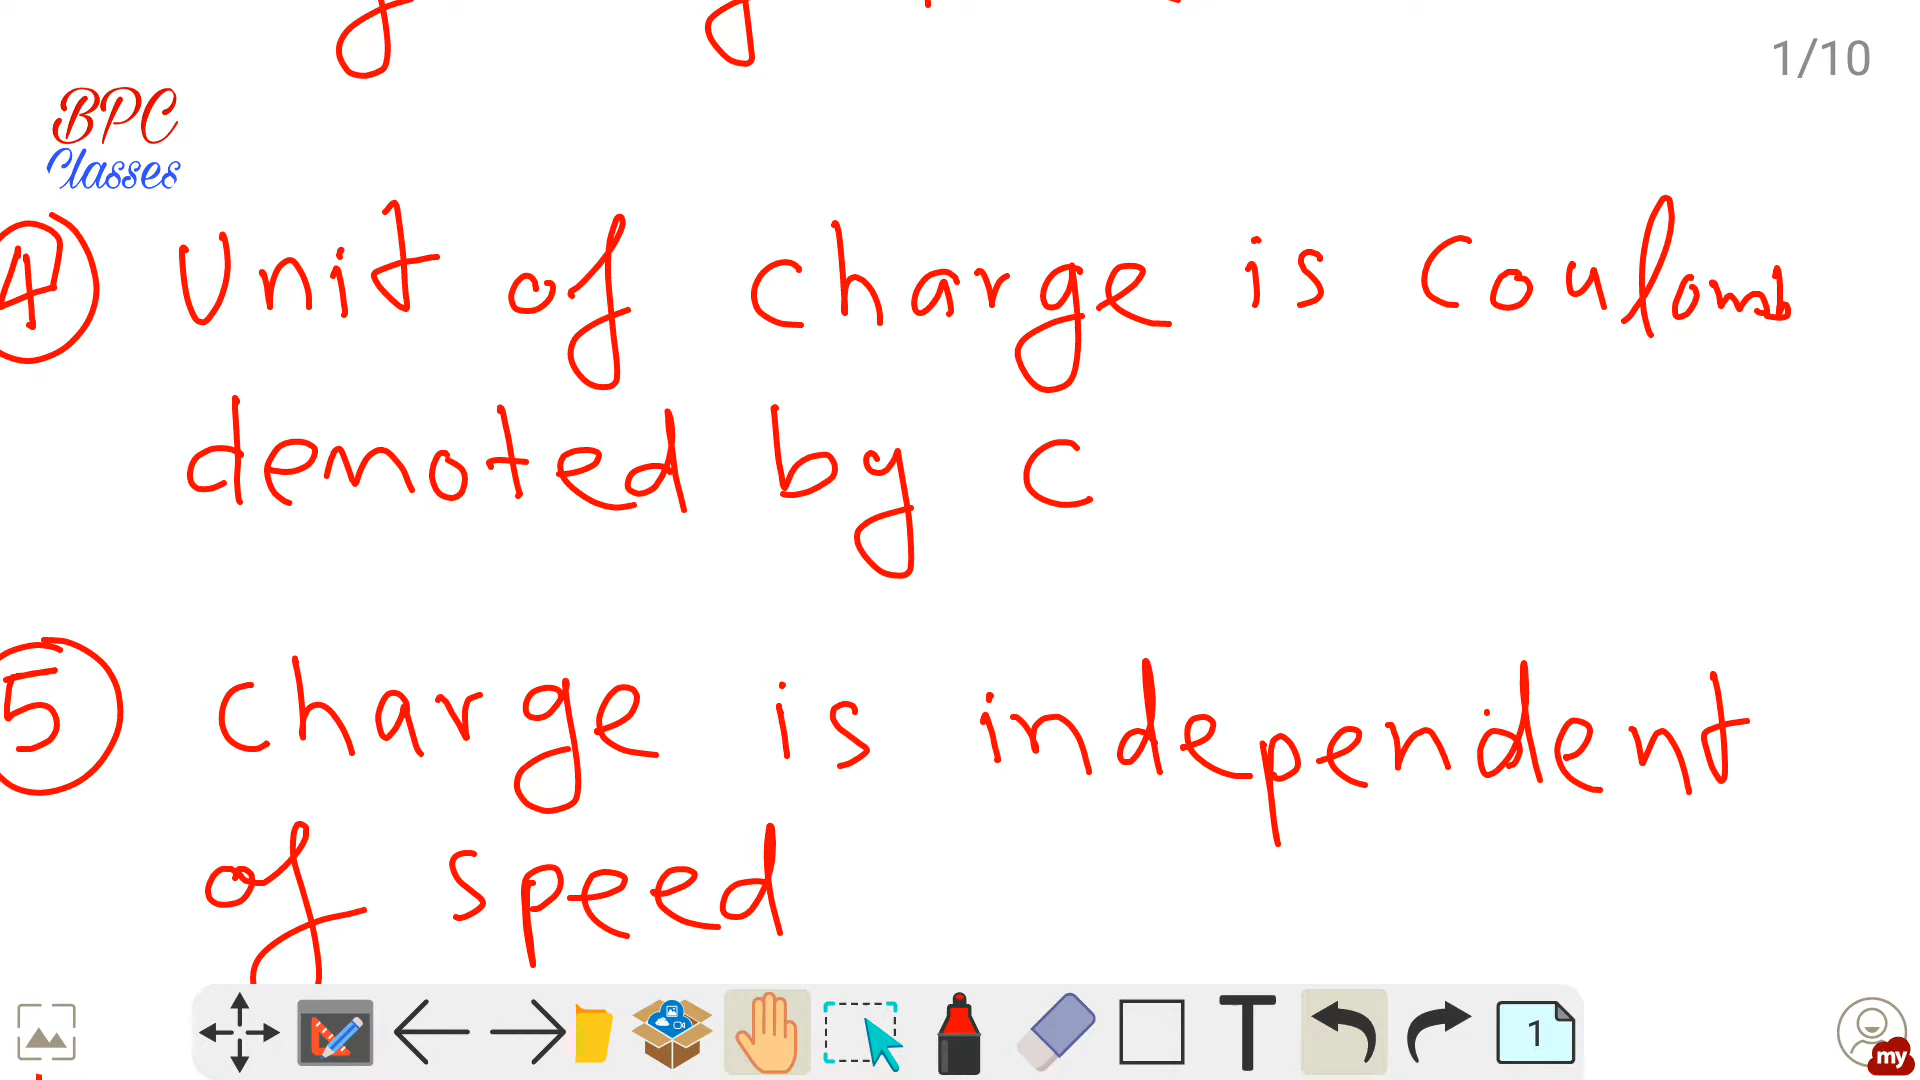 1/10
BPC
Classes
4 Unit of charge is Coulomb
denoted by C
5 Charge is independent
of speed
T
1
my